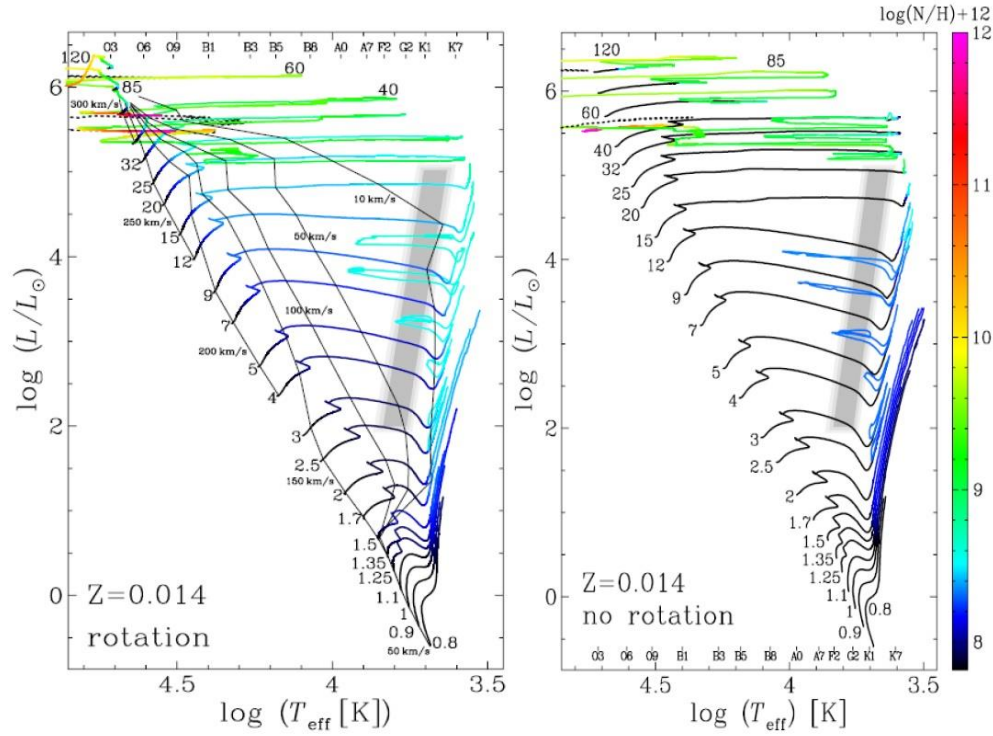 log(N/H)+12
O3 O6 O9 B1 B3 B5 B8 A0 A7 F2 G2 K1 K7
120
85
60
40
300 km/s
32
25
20
250 km/s
15
12
9
7
200 km/s
5
4
3
2.5
150 km/s
2
1.7
1.5
1.35
1.25
1.1
1
0.9
0.8
50 km/s
10 km/s
50 km/s
100 km/s
Z=0.014
rotation
6
4
2
0
log (L/L☉)
4.5 4 3.5
log (Teff [K])
120
85
60
40
32
25
20
15
12
9
7
5
4
3
2.5
2
1.7
1.5
1.35
1.25
1.1
1
0.9
0.8
Z=0.014
no rotation
O3 O6 O9 B1 B3 B5 B8 A0 A7 F2 G2 K1 K7
6
4
2
0
log (L/L☉)
4.5 4 3.5
log (Teff) [K]
12
11
10
9
8